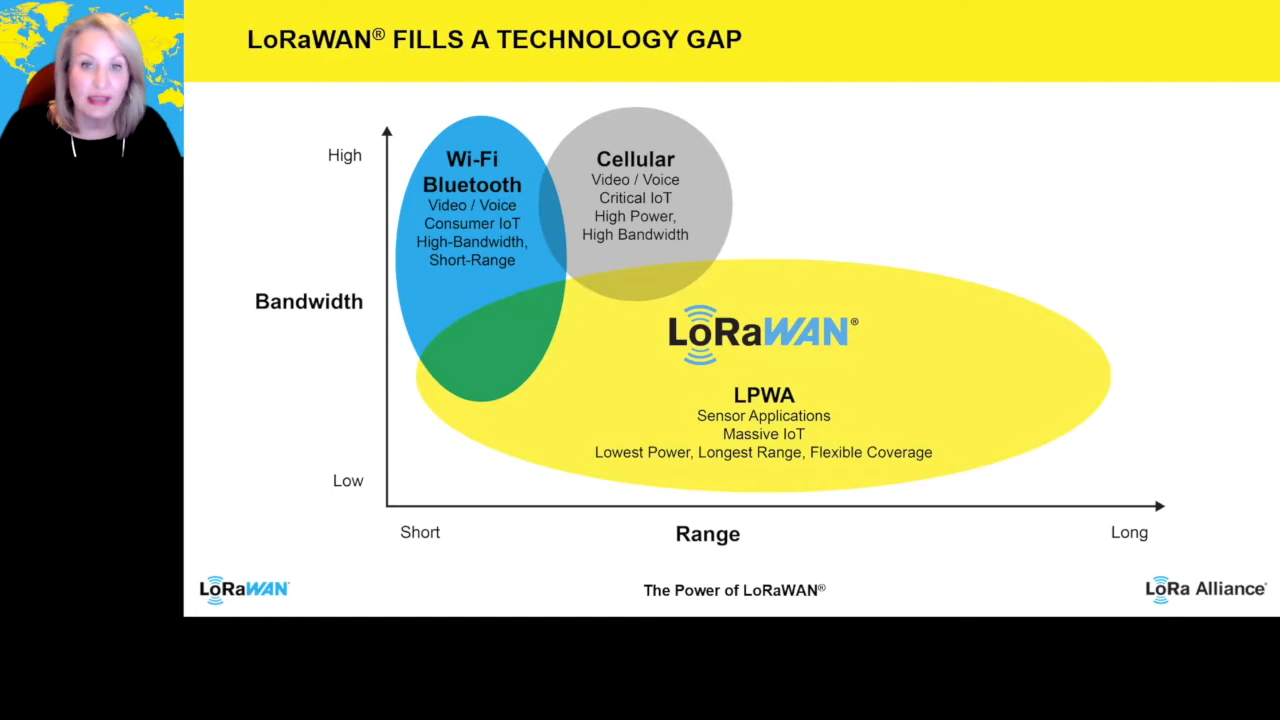 LoRaWAN® FILLS A TECHNOLOGY GAP
High
Wi-Fi
Bluetooth
Video / Voice
Consumer IoT
High-Bandwidth,
Short-Range
Cellular
Video / Voice
Critical IoT
High Power,
High Bandwidth
Bandwidth
LoRaWAN®
LPWA
Sensor Applications
Massive IoT
Lowest Power, Longest Range, Flexible Coverage
Low
Short
Range
Long
LoRaWAN
The Power of LoRaWAN®
LoRa Alliance